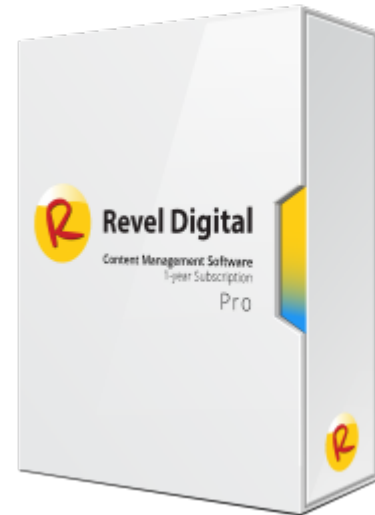 R Revel Digital
Content Management Software
1-year Subscription
Pro
R